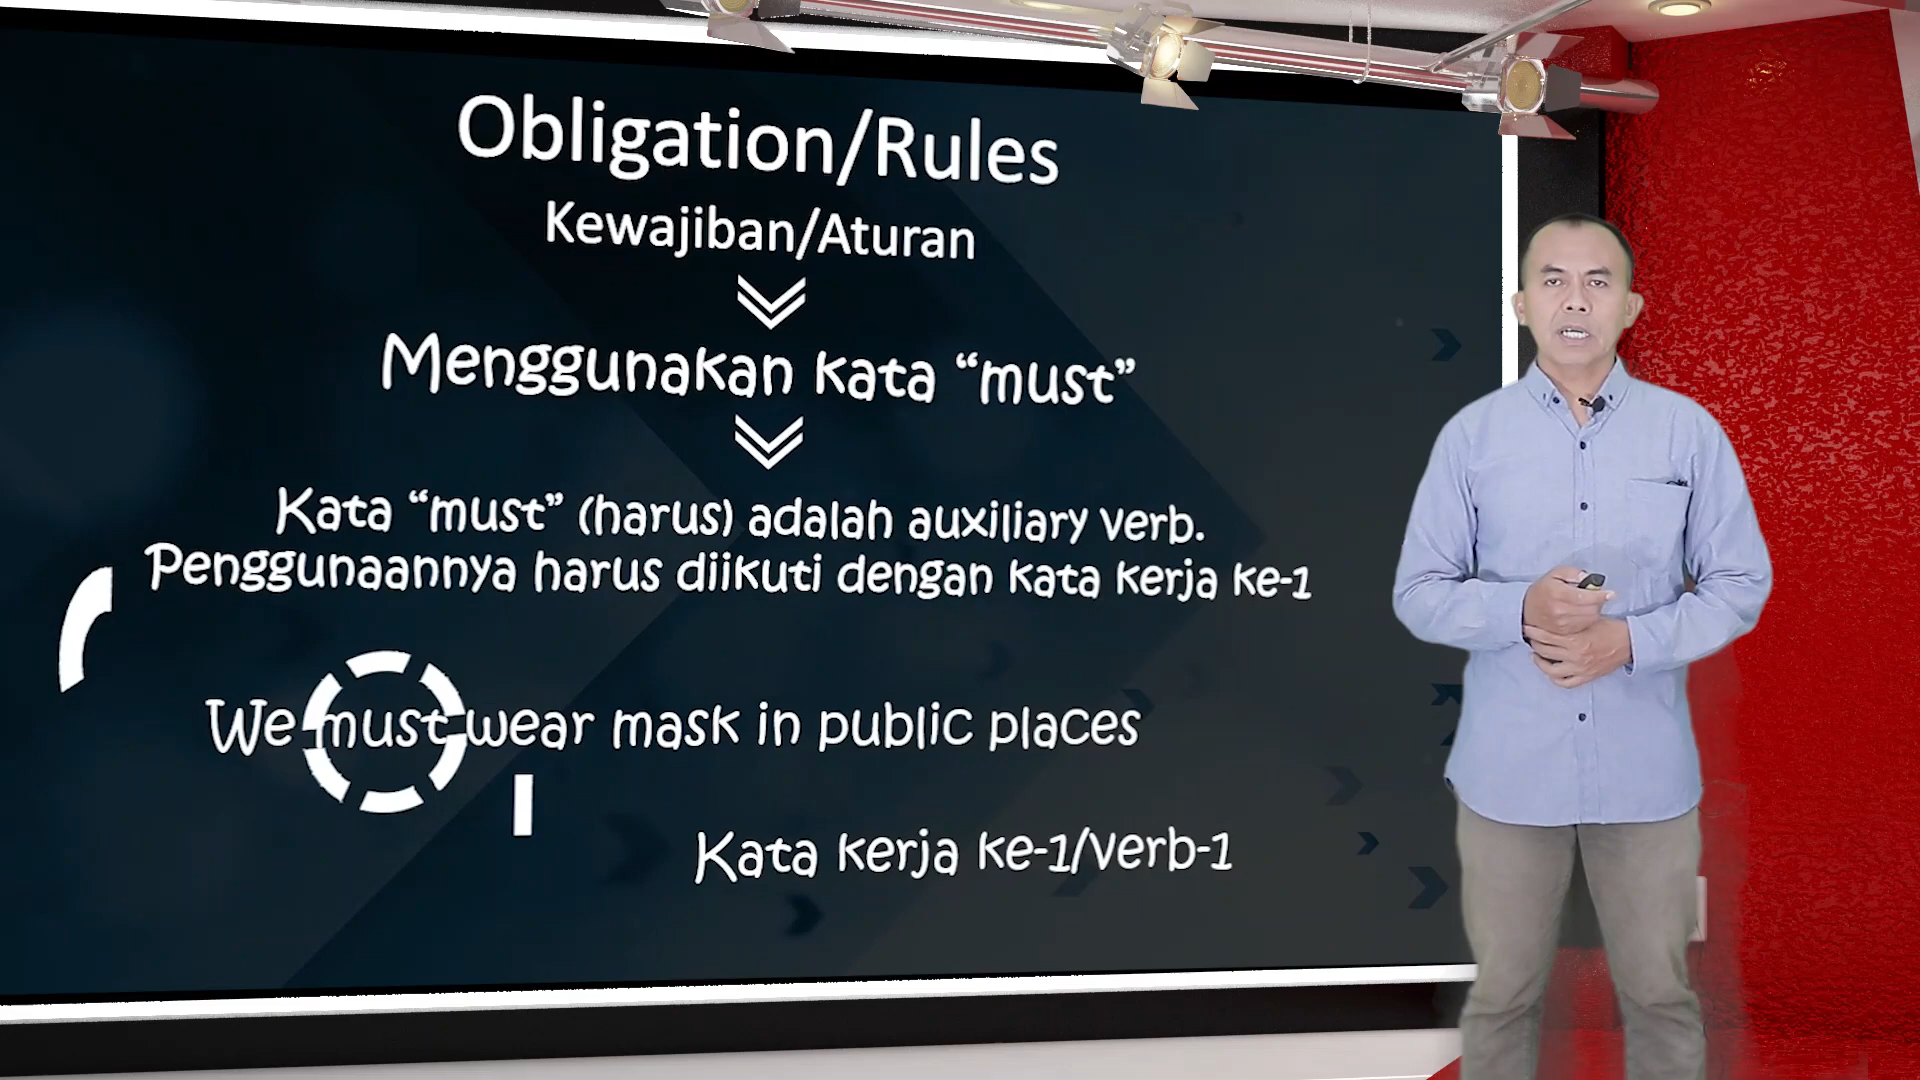 Obligation/Rules
Kewajiban/Aturan
Menggunakan kata “must”
Kata “must” (harus) adalah auxiliary verb.
Penggunaannya harus diikuti dengan kata kerja ke-1
We must wear mask in public places
Kata kerja ke-1/verb-1